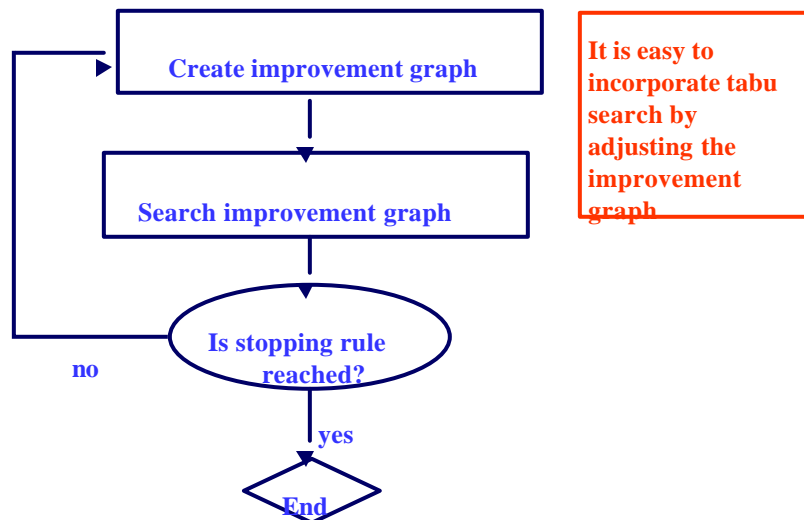 Create improvement graph
Search improvement graph
Is stopping rule
reached?
no
yes
End
It is easy to
incorporate tabu
search by
adjusting the
improvement
graph